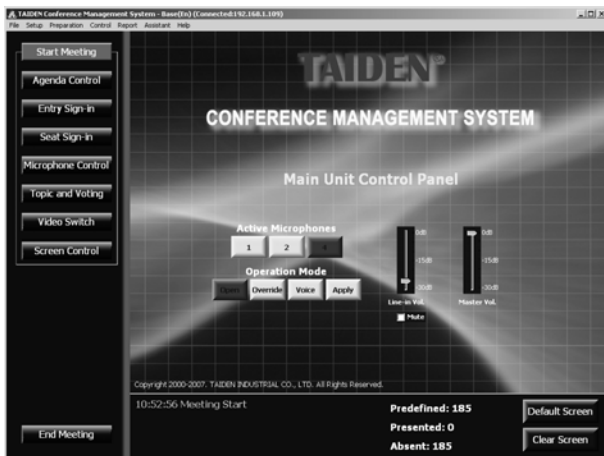 TAIDEN Conference Management System - Base(En) (Connected:192.168.1.109)
File Setup Preparation Control Report Assistant Help
Start Meeting
Agenda Control
Entry Sign-in
Seat Sign-in
Microphone Control
Topic and Voting
Video Switch
Screen Control
End Meeting
TAIDEN®
CONFERENCE MANAGEMENT SYSTEM
Main Unit Control Panel
Active Microphones
1 2 4
Operation Mode
Open Override Voice Apply
0dB 0dB
-15dB -15dB
-30dB -30dB
Line-in Vol. Master Vol.
Mute
Copyright 2000-2007. TAIDEN INDUSTRIAL CO., LTD. All Rights Reserved.
10:52:56 Meeting Start
Predefined: 185
Presented: 0
Absent: 185
Default Screen
Clear Screen